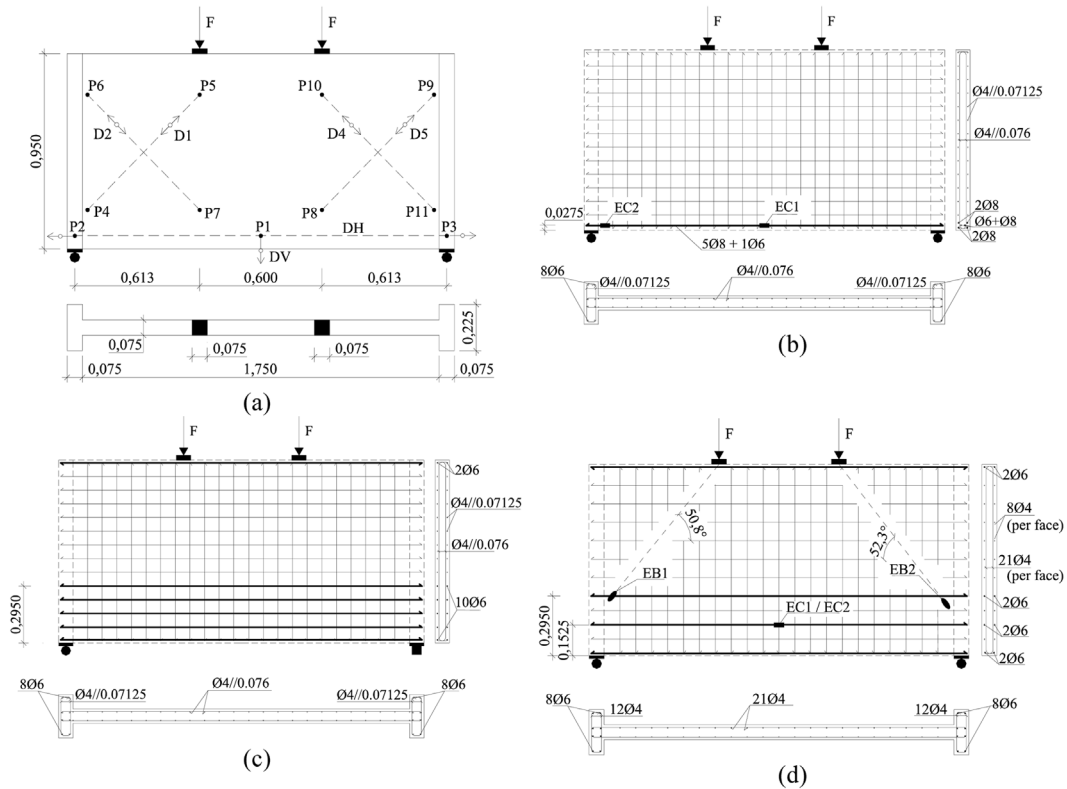 F
F
P6
P5
P10
P9
D2
D1
D4
D5
0,950
P4
P7
P8
P11
P2
P1
P3
DH
DV
0,613
0,600
0,613
0,075
0,075
0,075
0,225
0,075
1,750
0,075
(a)
F
F
Ø4//0.07125
Ø4//0.076
0,0275
EC2
EC1
2Ø8
Ø6+Ø8
2Ø8
5Ø8 + 1Ø6
8Ø6
Ø4//0.07125
Ø4//0.076
Ø4//0.07125
8Ø6
(b)
F
F
2Ø6
Ø4//0.07125
Ø4//0.076
0,2950
10Ø6
8Ø6
Ø4//0.07125
Ø4//0.076
Ø4//0.07125
8Ø6
(c)
F
F
2Ø6
50,8°
52,3°
8Ø4
(per face)
EB1
EB2
21Ø4
(per face)
EC1 / EC2
0,2950
0,1525
2Ø6
2Ø6
2Ø6
8Ø6
12Ø4
21Ø4
12Ø4
8Ø6
(d)